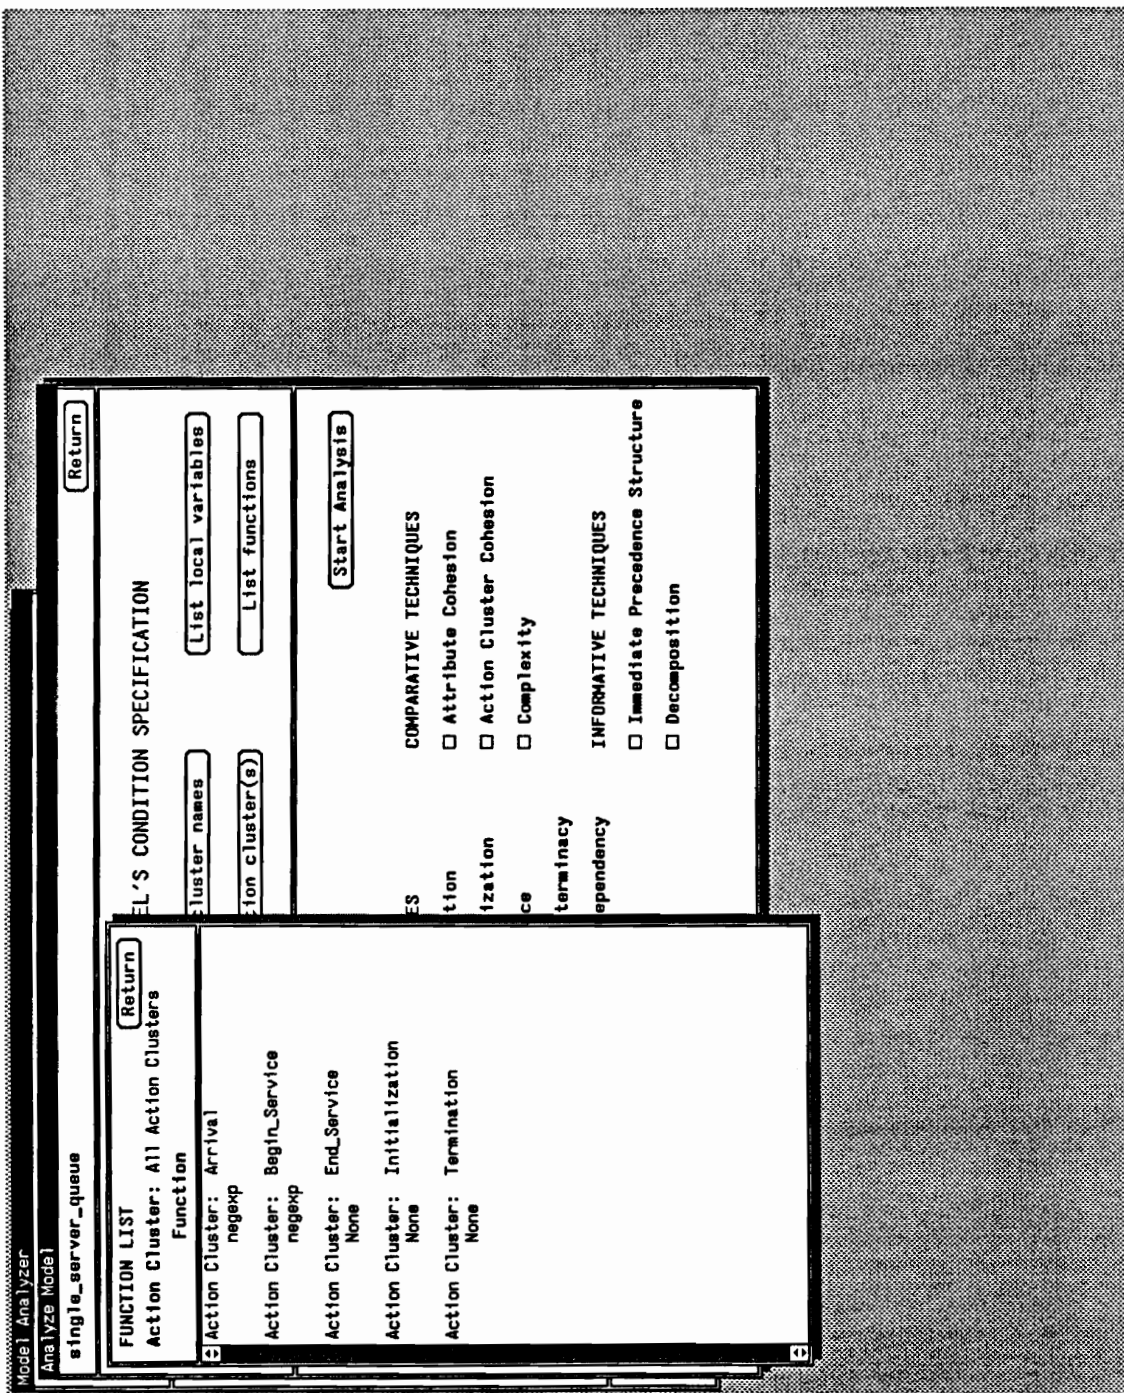 Model Analyzer
Analyze Model
single_server_queue
Return
EL'S CONDITION SPECIFICATION
cluster names
List local variables
tion cluster(s)
List functions
Start Analysis
ES
COMPARATIVE TECHNIQUES
tion
□ Attribute Cohesion
ization
□ Action Cluster Cohesion
ce
□ Complexity
terminacy
ependency
INFORMATIVE TECHNIQUES
□ Immediate Precedence Structure
□ Decomposition
FUNCTION LIST
Return
Action Cluster: All Action Clusters
Function
Action Cluster: Arrival
negexp
Action Cluster: Begin_Service
negexp
Action Cluster: End_Service
None
Action Cluster: Initialization
None
Action Cluster: Termination
None